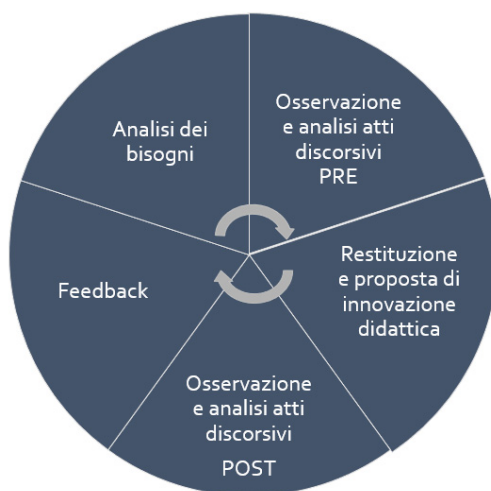 Analisi dei
bisogni
Osservazione
e analisi atti
discorsivi
PRE
Restituzione
e proposta di
innovazione
didattica
Osservazione
e analisi atti
discorsivi
POST
Feedback